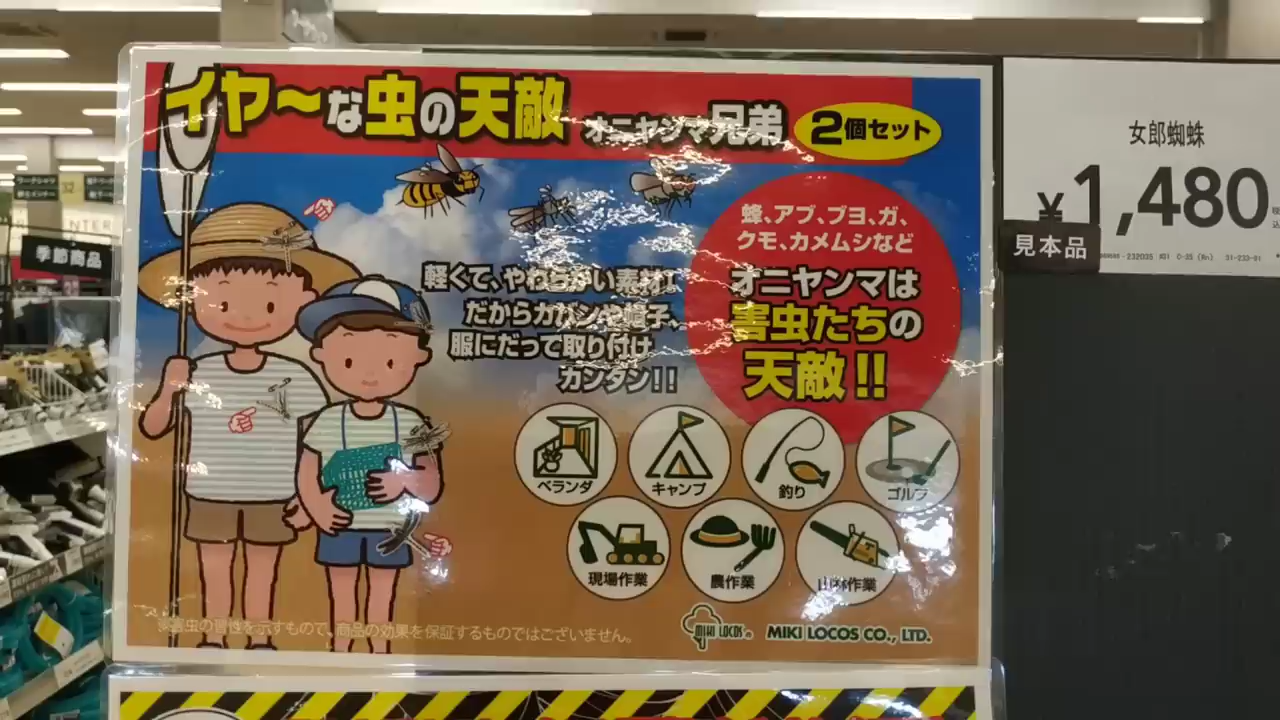 イヤ～な虫の天敵 オニヤンマ兄弟 2個セット
蜂、アブ、ブヨ、ガ、
クモ、カメムシなど
オニヤンマは
害虫たちの
天敵!!
軽くて、やわらかい素材!
だからカバンや帽子、
服にだって取り付け
カンタン!!
ベランダ
キャンプ
釣り
ゴルフ
現場作業
農作業
山林作業
※害虫の習性を示すもので、商品の効果を保証するものではございません。
MIKI LOCOS®
MIKI LOCOS CO., LTD.
女郎蜘蛛
¥1,480
見本品
季節商品
32